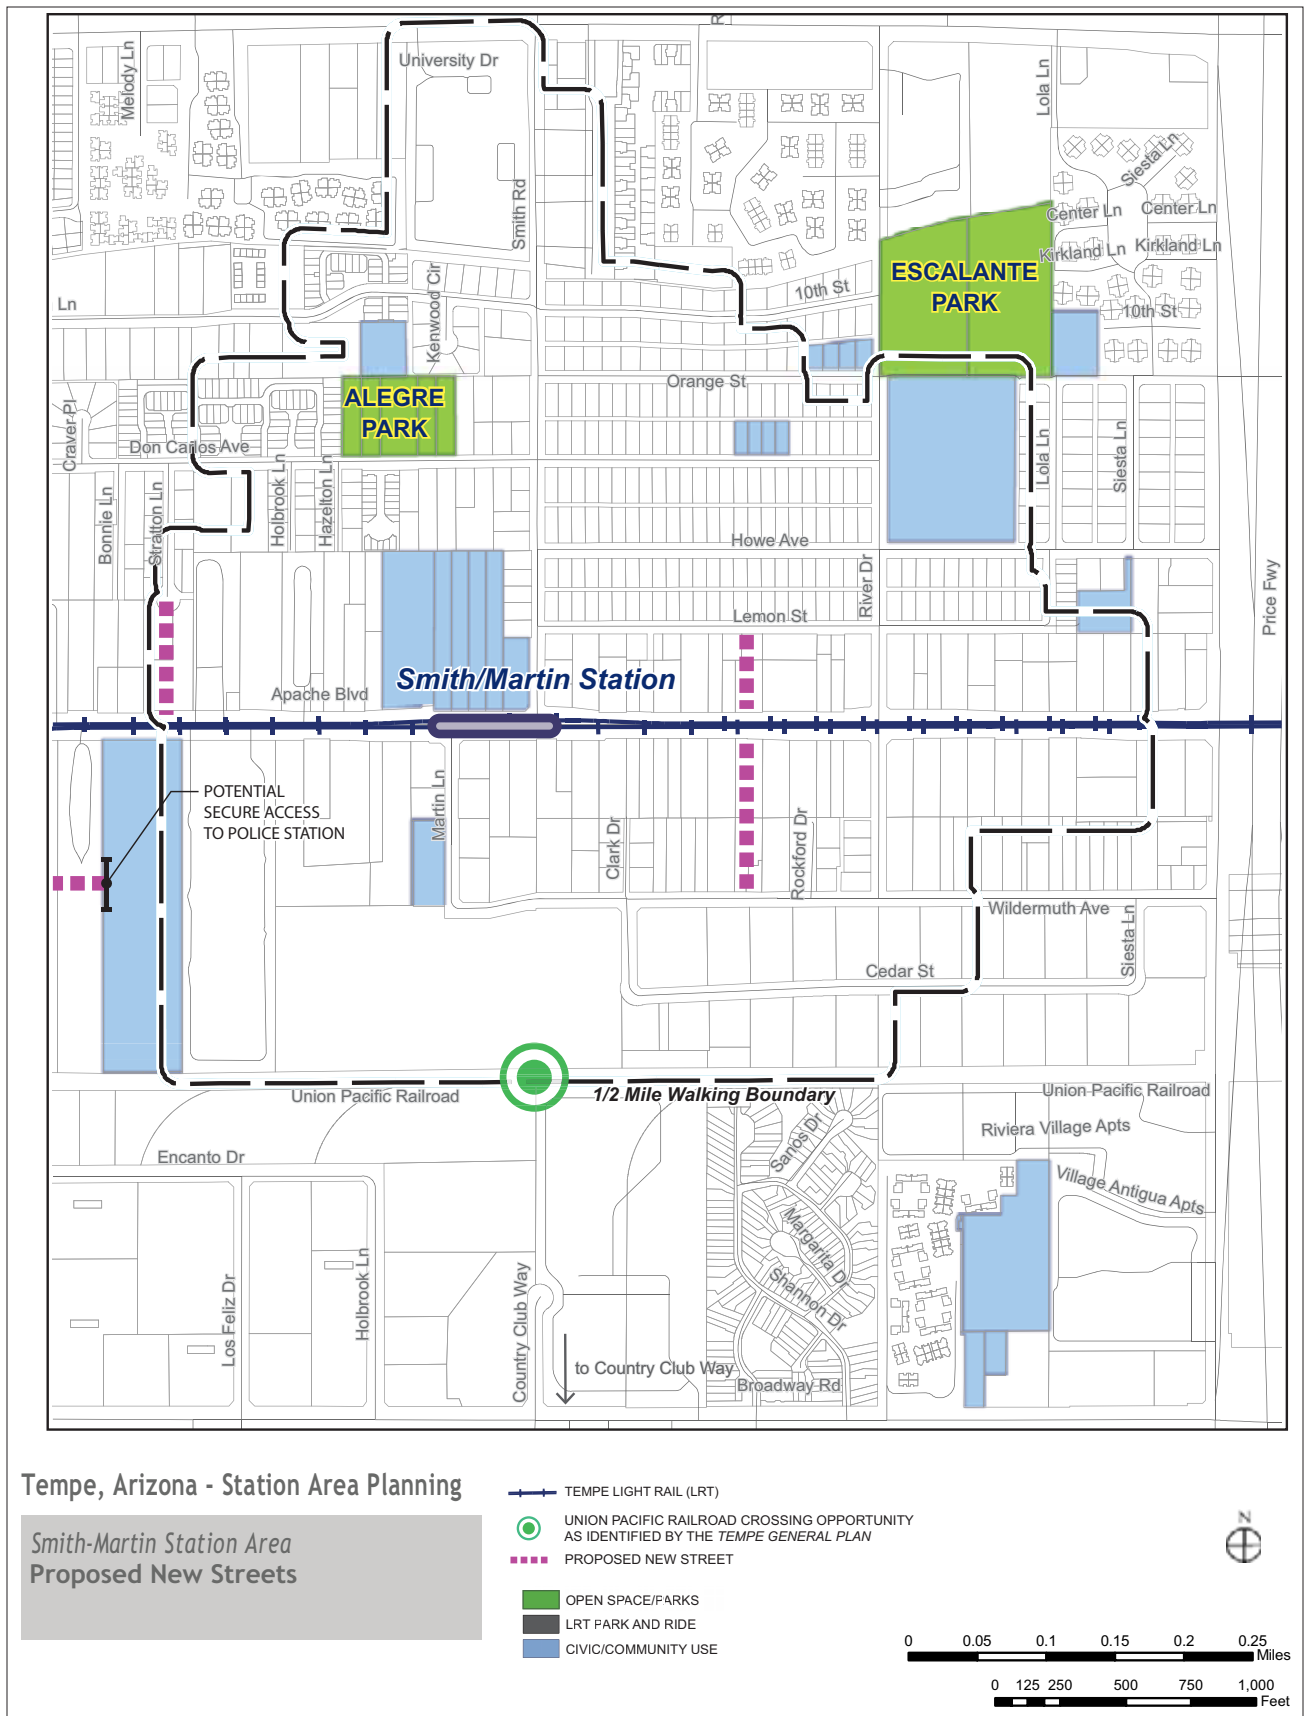 R
Melody Ln
University Dr
Lola Ln
Siesta Ln
Smith Rd
Center Ln
Center Ln
Kirkland Ln
Kirkland Ln
ESCALANTE
PARK
10th St
10th St
Ln
Kenwood Cir
Orange St
ALEGRE
PARK
Craver Pl
Don Carlos Ave
Holbrook Ln
Hazelton Ln
Lola Ln
Siesta Ln
Bonnie Ln
Stratton Ln
Howe Ave
River Dr
Price Fwy
Lemon St
Smith/Martin Station
Apache Blvd
POTENTIAL
SECURE ACCESS
TO POLICE STATION
Martin Ln
Clark Dr
Rockford Dr
Wildermuth Ave
Siesta Ln
Cedar St
Union Pacific Railroad
1/2 Mile Walking Boundary
Union Pacific Railroad
Sanos Dr
Riviera Village Apts
Encanto Dr
Village Antigua Apts
Margarita Dr
Shannon Dr
Los Feliz Dr
Holbrook Ln
Country Club Way
to Country Club Way
Broadway Rd
Tempe, Arizona - Station Area Planning
Smith-Martin Station Area
Proposed New Streets
TEMPE LIGHT RAIL (LRT)
UNION PACIFIC RAILROAD CROSSING OPPORTUNITY
AS IDENTIFIED BY THE TEMPE GENERAL PLAN
PROPOSED NEW STREET
OPEN SPACE/PARKS
LRT PARK AND RIDE
CIVIC/COMMUNITY USE
N
0 0.05 0.1 0.15 0.2 0.25
Miles
0 125 250 500 750 1,000
Feet